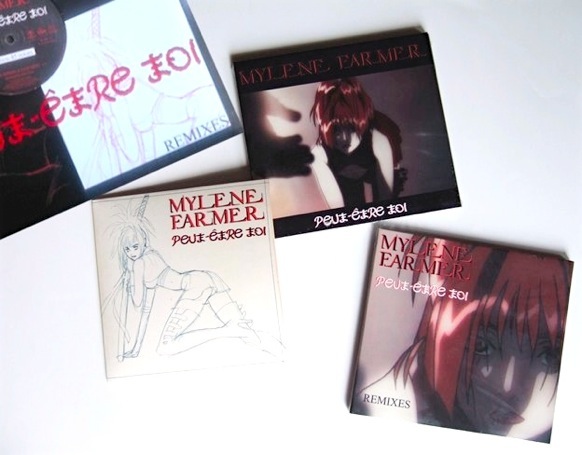 PEUT-ÊTRE TOI
REMIXES
MYLENE FARMER
PEUT-ÊTRE TOI
MYLENE
FARMER
PEUT-ÊTRE TOI
MYLENE
FARMER
PEUT-ÊTRE TOI
REMIXES